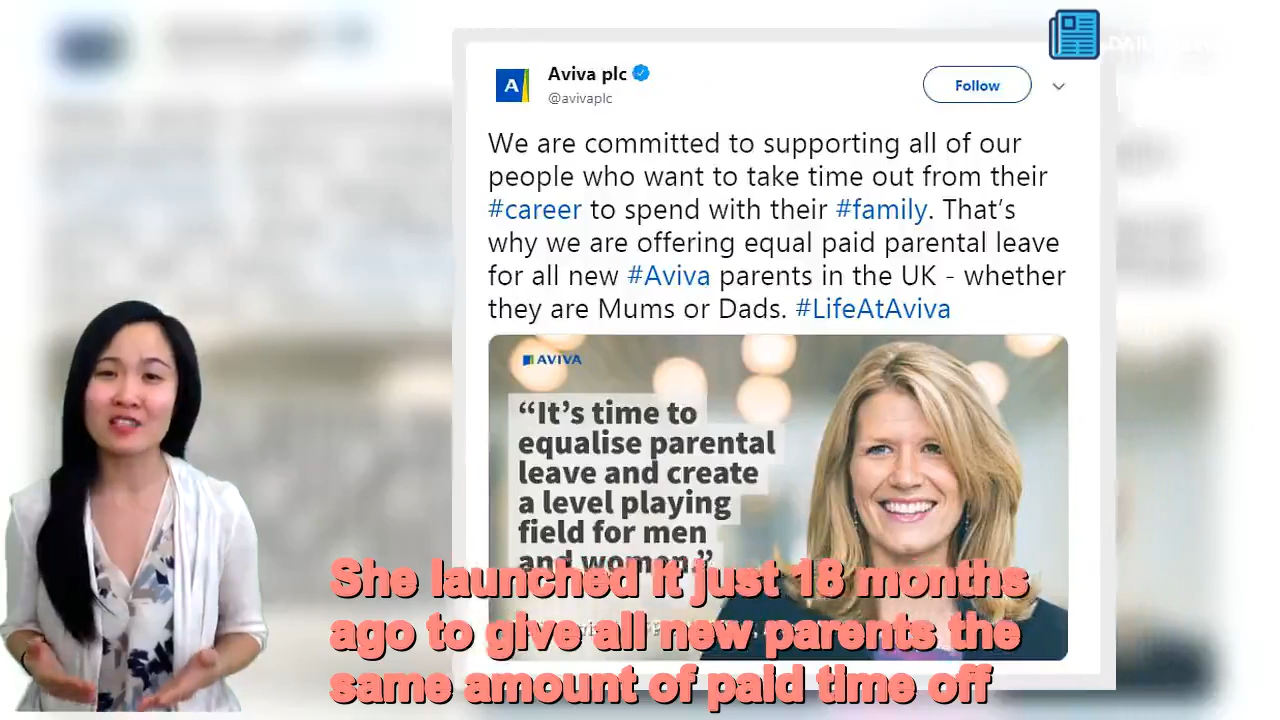 DAILY
Aviva plc
@avivaplc
Follow
We are committed to supporting all of our
people who want to take time out from their
#career to spend with their #family. That’s
why we are offering equal paid parental leave
for all new #Aviva parents in the UK - whether
they are Mums or Dads. #LifeAtAviva
AVIVA
“It’s time to
equalise parental
leave and create
a level playing
field for men
and women.”
She launched it just 18 months
ago to give all new parents the
same amount of paid time off